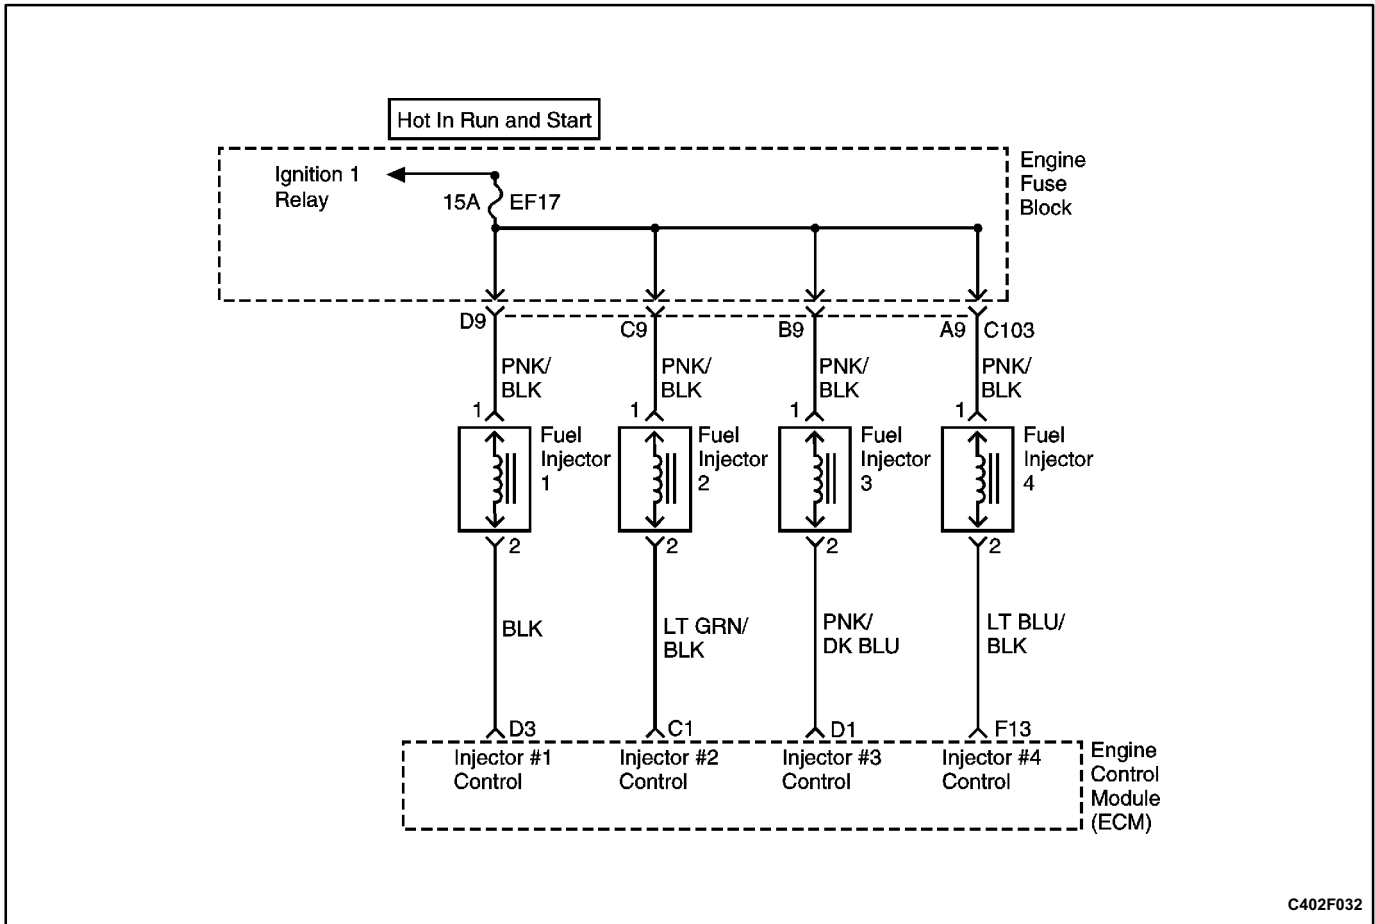 Hot In Run and Start
Ignition 1
Relay
15A
EF17
Engine
Fuse
Block
D9
C9
B9
A9
C103
PNK/
BLK
PNK/
BLK
PNK/
BLK
PNK/
BLK
1
1
1
1
Fuel
Injector
1
Fuel
Injector
2
Fuel
Injector
3
Fuel
Injector
4
2
2
2
2
BLK
LT GRN/
BLK
PNK/
DK BLU
LT BLU/
BLK
D3
C1
D1
F13
Injector #1
Control
Injector #2
Control
Injector #3
Control
Injector #4
Control
Engine
Control
Module
(ECM)
C402F032